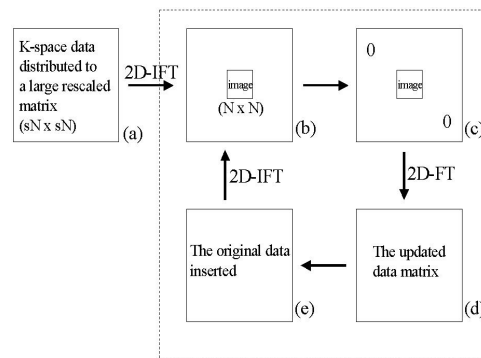 K-space data
distributed to
a large rescaled
matrix
(sN x sN)
(a)
2D-IFT
image
(N x N)
(b)
0
image
0
(c)
2D-FT
2D-IFT
The original data
inserted
(e)
The updated
data matrix
(d)